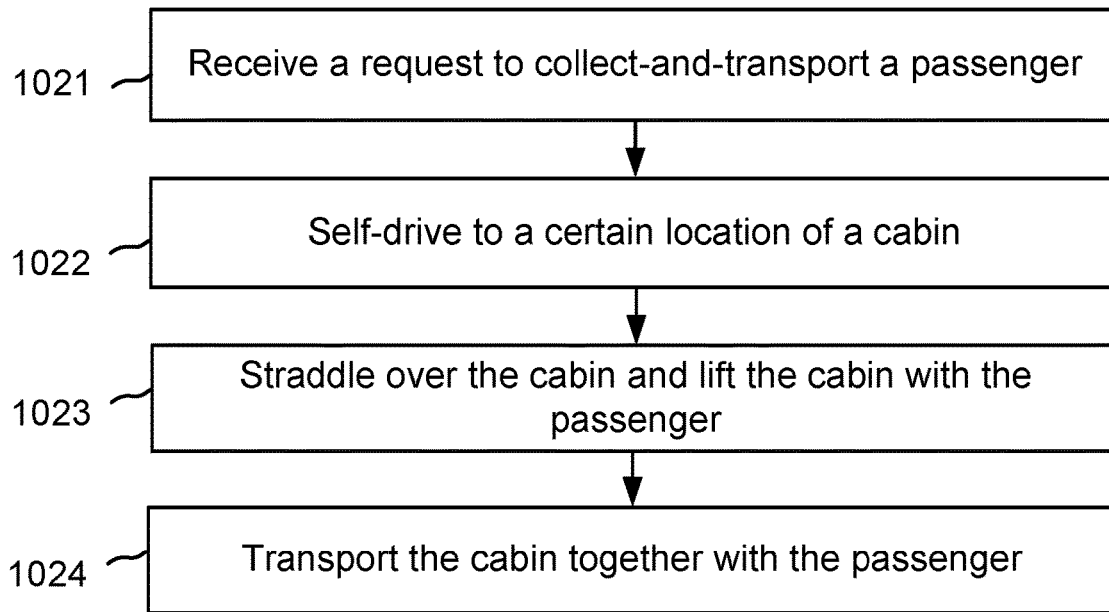 1021
Receive a request to collect-and-transport a passenger
1022
Self-drive to a certain location of a cabin
1023
Straddle over the cabin and lift the cabin with the
passenger
1024
Transport the cabin together with the passenger